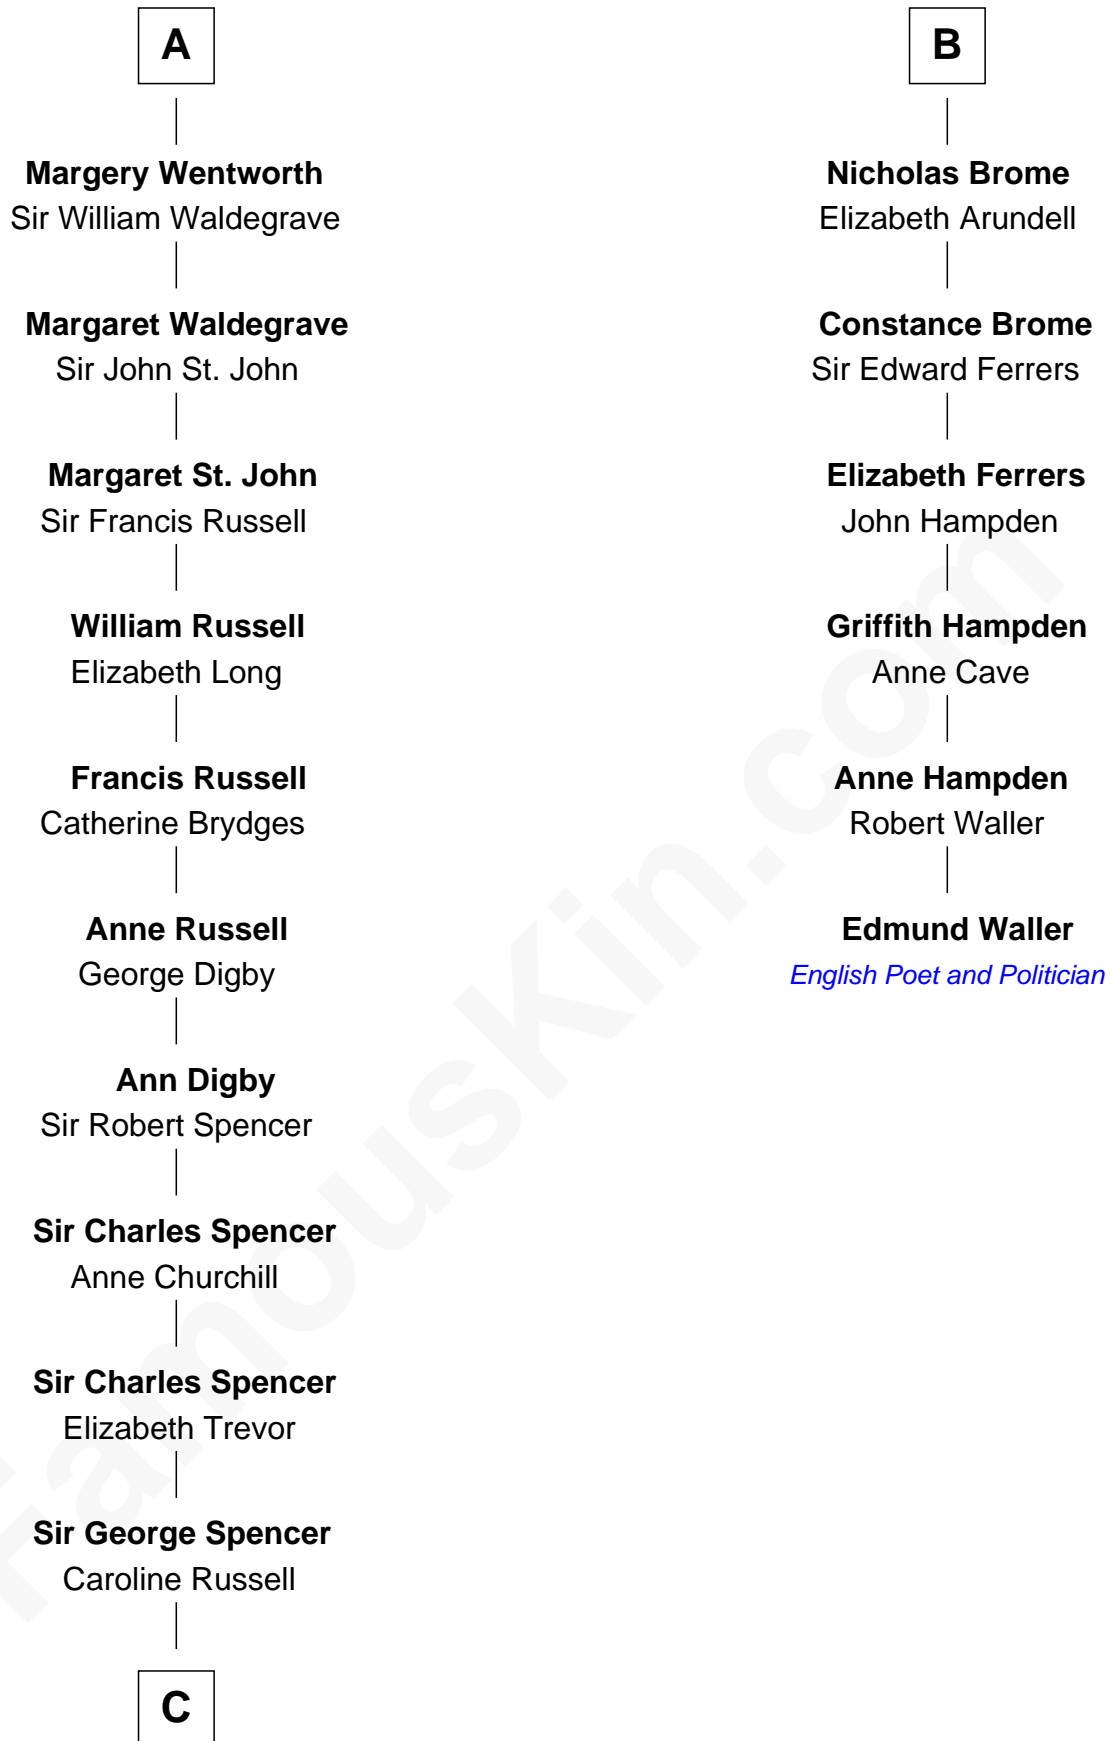 A
Margery Wentworth
Sir William Waldegrave
Margaret Waldegrave
Sir John St. John
Margaret St. John
Sir Francis Russell
William Russell
Elizabeth Long
Francis Russell
Catherine Brydges
Anne Russell
George Digby
Ann Digby
Sir Robert Spencer
Sir Charles Spencer
Anne Churchill
Sir Charles Spencer
Elizabeth Trevor
Sir George Spencer
Caroline Russell
C
B
Nicholas Brome
Elizabeth Arundell
Constance Brome
Sir Edward Ferrers
Elizabeth Ferrers
John Hampden
Griffith Hampden
Anne Cave
Anne Hampden
Robert Waller
Edmund Waller
English Poet and Politician
FamousKin.com